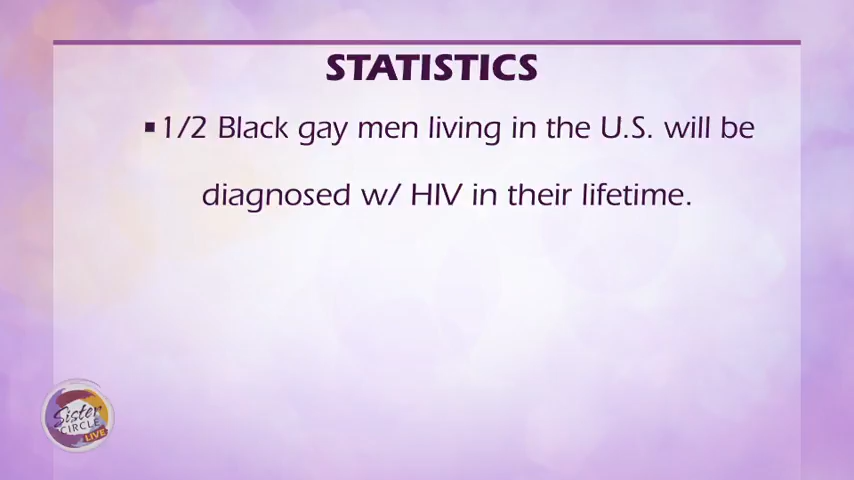 STATISTICS
▪1/2 Black gay men living in the U.S. will be
diagnosed w/ HIV in their lifetime.
Sister
CIRCLE
LIVE